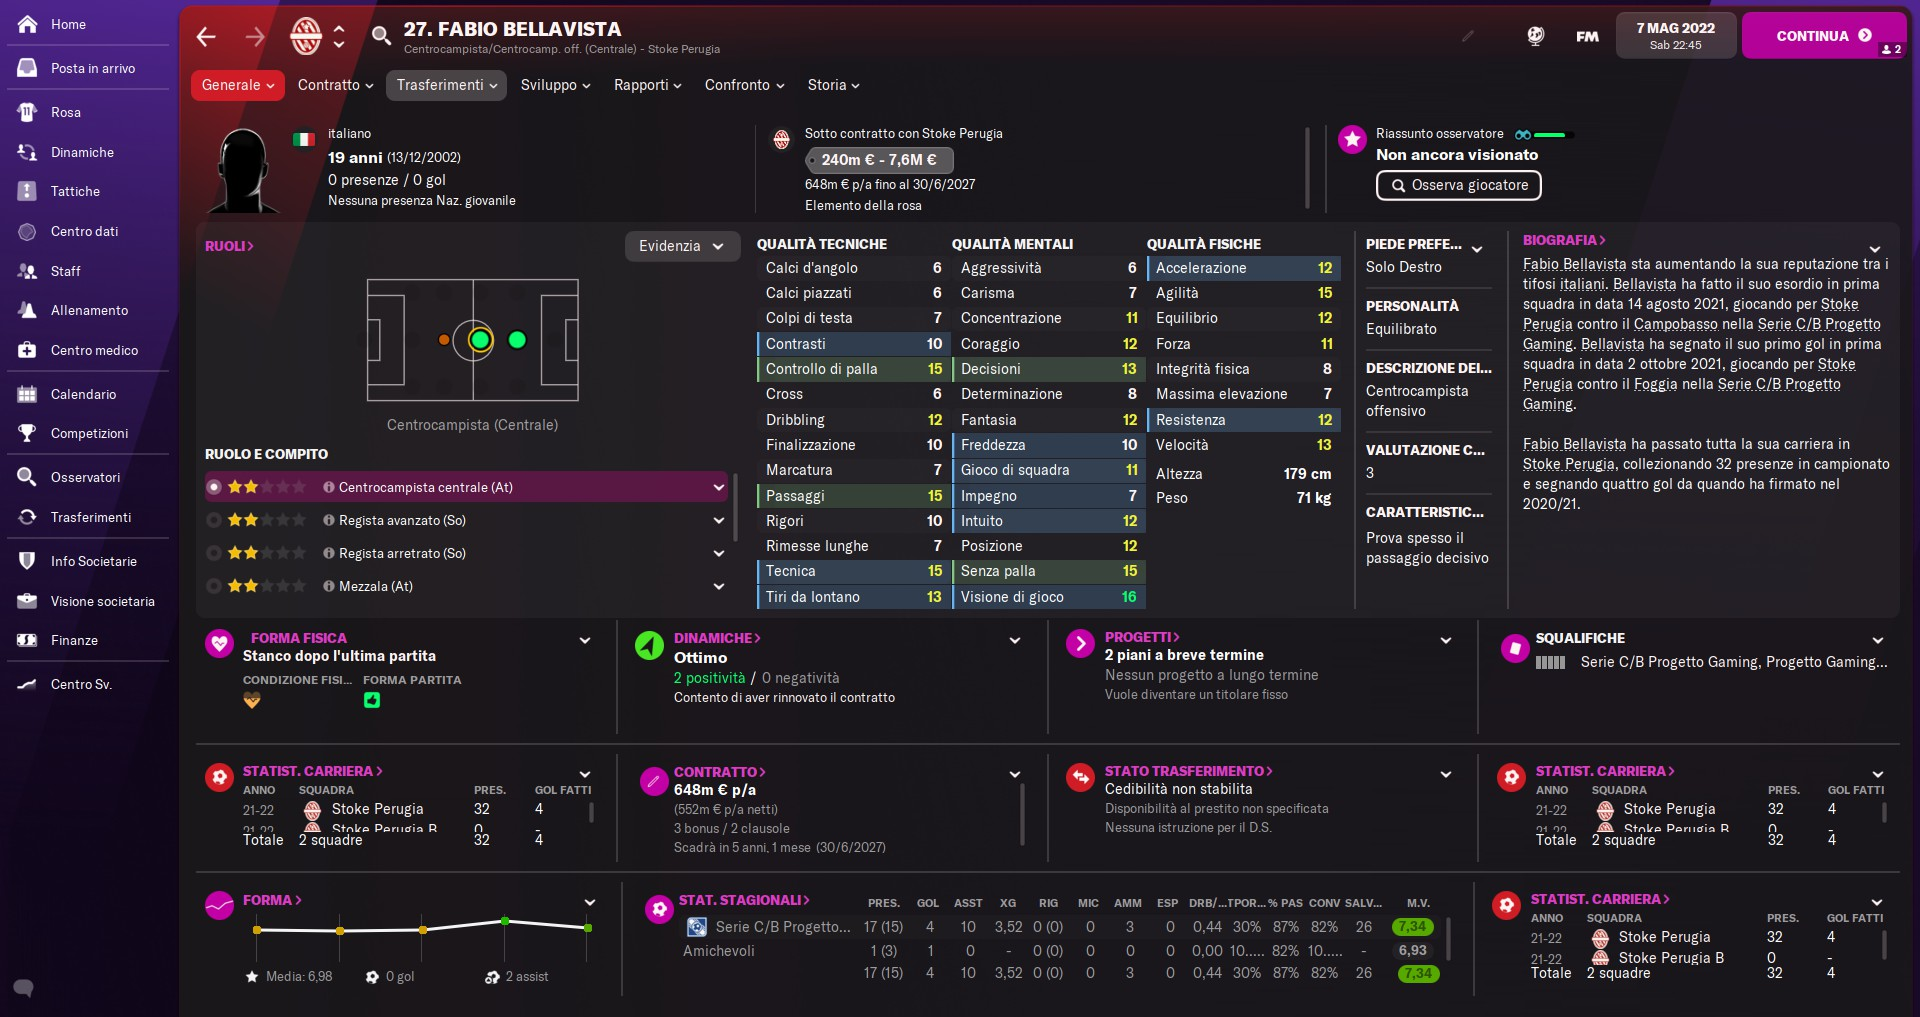 Home
Posta in arrivo
Rosa
Dinamiche
Tattiche
Centro dati
Staff
Allenamento
Centro medico
Calendario
Competizioni
Osservatori
Trasferimenti
Info Societarie
Visione societaria
Finanze
Centro Sv.
27. FABIO BELLAVISTA
Centrocampista/Centrocamp. off. (Centrale) - Stoke Perugia
FM
7 MAG 2022
Sab 22:45
CONTINUA
2
Generale
Contratto
Trasferimenti
Sviluppo
Rapporti
Confronto
Storia
italiano
19 anni (13/12/2002)
0 presenze / 0 gol
Nessuna presenza Naz. giovanile
Sotto contratto con Stoke Perugia
240m € - 7,6M €
648m € p/a fino al 30/6/2027
Elemento della rosa
Riassunto osservatore
Non ancora visionato
Osserva giocatore
RUOLI
Evidenzia
Centrocampista (Centrale)
RUOLO E COMPITO
Centrocampista centrale (At)
Regista avanzato (So)
Regista arretrato (So)
Mezzala (At)
QUALITÀ TECNICHE
Calci d'angolo 6
Calci piazzati 6
Colpi di testa 7
Contrasti 10
Controllo di palla 15
Cross 6
Dribbling 12
Finalizzazione 10
Marcatura 7
Passaggi 15
Rigori 10
Rimesse lunghe 7
Tecnica 15
Tiri da lontano 13
QUALITÀ MENTALI
Aggressività 6
Carisma 7
Concentrazione 11
Coraggio 12
Decisioni 13
Determinazione 8
Fantasia 12
Freddezza 10
Gioco di squadra 11
Impegno 7
Intuito 12
Posizione 12
Senza palla 15
Visione di gioco 16
QUALITÀ FISICHE
Accelerazione 12
Agilità 15
Equilibrio 12
Forza 11
Integrità fisica 8
Massima elevazione 7
Resistenza 12
Velocità 13
Altezza 179 cm
Peso 71 kg
PIEDE PREFE...
Solo Destro
PERSONALITÀ
Equilibrato
DESCRIZIONE DEI...
Centrocampista
offensivo
VALUTAZIONE C...
3
CARATTERISTIC...
Prova spesso il
passaggio decisivo
BIOGRAFIA
Fabio Bellavista sta aumentando la sua reputazione tra i
tifosi italiani. Bellavista ha fatto il suo esordio in prima
squadra in data 14 agosto 2021, giocando per Stoke
Perugia contro il Campobasso nella Serie C/B Progetto
Gaming. Bellavista ha segnato il suo primo gol in prima
squadra in data 2 ottobre 2021, giocando per Stoke
Perugia contro il Foggia nella Serie C/B Progetto
Gaming.
Fabio Bellavista ha passato tutta la sua carriera in
Stoke Perugia, collezionando 32 presenze in campionato
e segnando quattro gol da quando ha firmato nel
2020/21.
FORMA FISICA
Stanco dopo l'ultima partita
CONDIZIONE FISI... FORMA PARTITA
DINAMICHE
Ottimo
2 positività / 0 negatività
Contento di aver rinnovato il contratto
PROGETTI
2 piani a breve termine
Nessun progetto a lungo termine
Vuole diventare un titolare fisso
SQUALIFICHE
Serie C/B Progetto Gaming, Progetto Gaming...
STATIST. CARRIERA
ANNO SQUADRA PRES. GOL FATTI
21-22 Stoke Perugia 32 4
21-22 Stoke Perugia B 0 -
Totale 2 squadre 32 4
CONTRATTO
648m € p/a
(552m € p/a netti)
3 bonus / 2 clausole
Scadrà in 5 anni, 1 mese (30/6/2027)
STATO TRASFERIMENTO
Cedibilità non stabilita
Disponibilità al prestito non specificata
Nessuna istruzione per il D.S.
STATIST. CARRIERA
ANNO SQUADRA PRES. GOL FATTI
21-22 Stoke Perugia 32 4
21-22 Stoke Perugia B 0 -
Totale 2 squadre 32 4
FORMA
Media: 6,98 0 gol 2 assist
STAT. STAGIONALI PRES. GOL ASST XG RIG MIC AMM ESP DRB/... TPOR... % PAS CONV SALV... M.V.
Serie C/B Progetto... 17 (15) 4 10 3,52 0 (0) 0 3 0 0,44 30% 87% 82% 26 7,34
Amichevoli 1 (3) 1 0 - 0 (0) 0 0 0 0,00 10..... 82% 10..... - 6,93
17 (15) 4 10 3,52 0 (0) 0 3 0 0,44 30% 87% 82% 26 7,34
STATIST. CARRIERA
ANNO SQUADRA PRES. GOL FATTI
21-22 Stoke Perugia 32 4
21-22 Stoke Perugia B 0 -
Totale 2 squadre 32 4